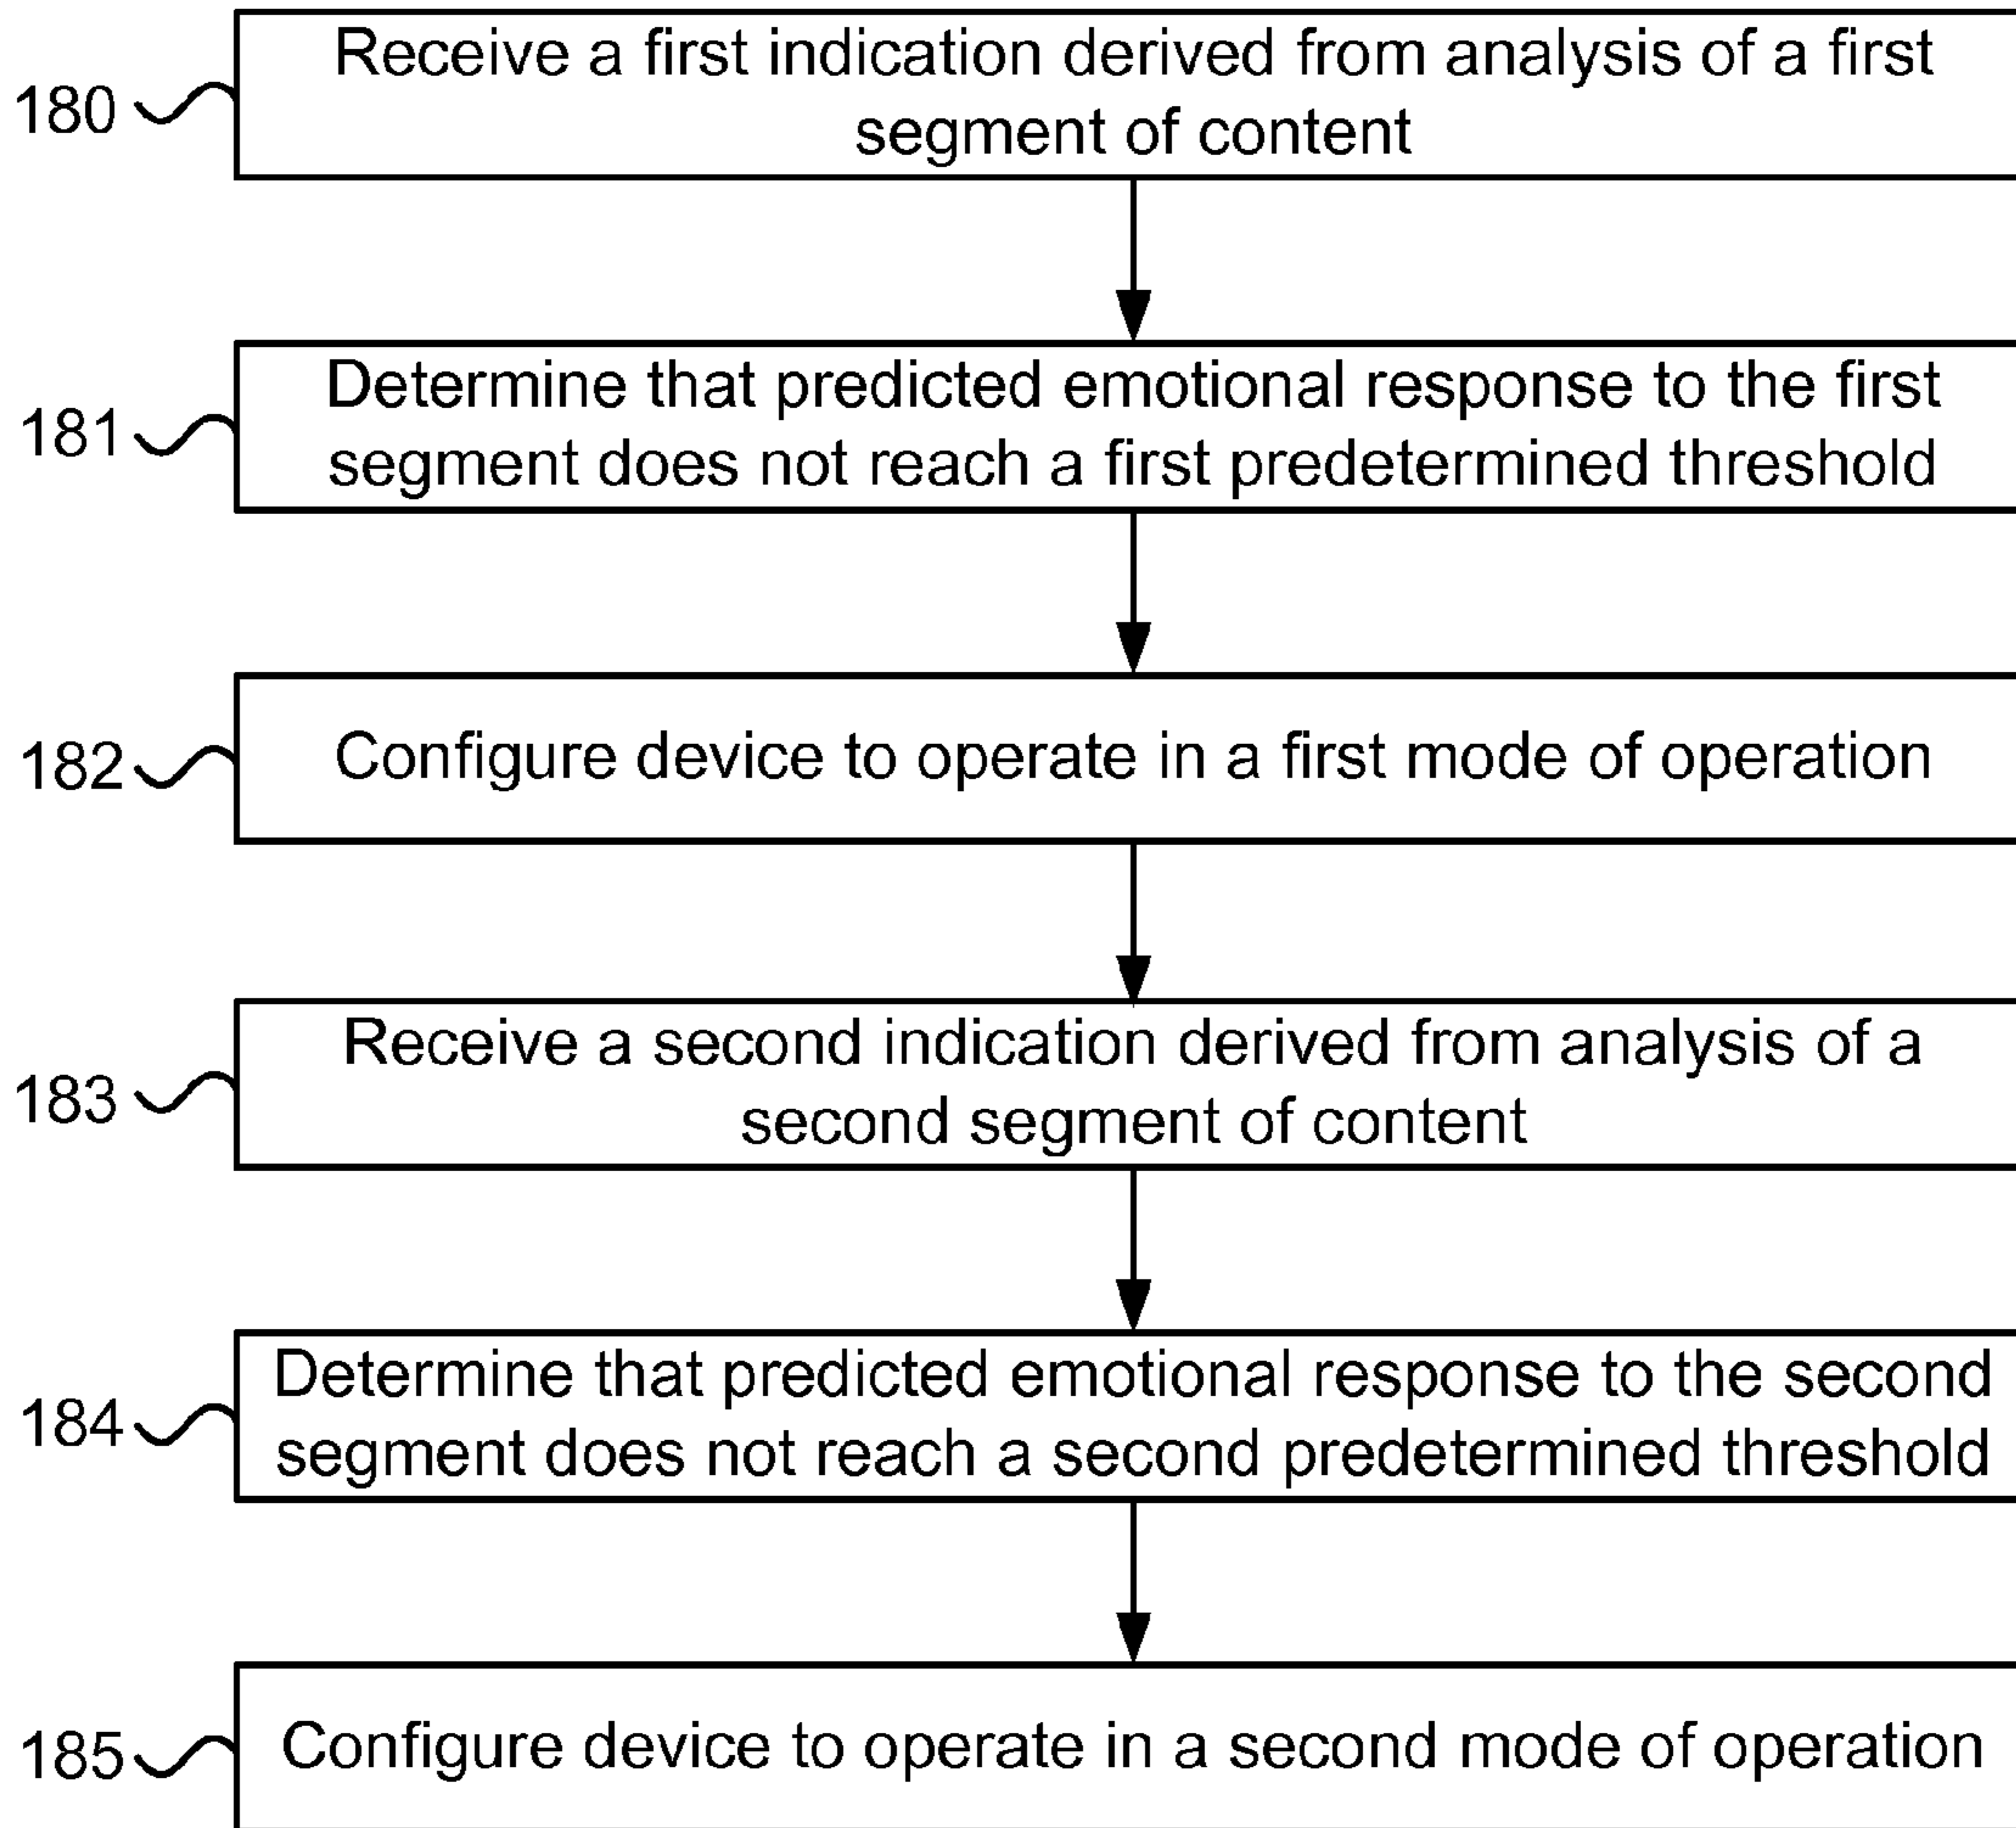 180
Receive a first indication derived from analysis of a first
segment of content
181
Determine that predicted emotional response to the first
segment does not reach a first predetermined threshold
182
Configure device to operate in a first mode of operation
183
Receive a second indication derived from analysis of a
second segment of content
184
Determine that predicted emotional response to the second
segment does not reach a second predetermined threshold
185
Configure device to operate in a second mode of operation